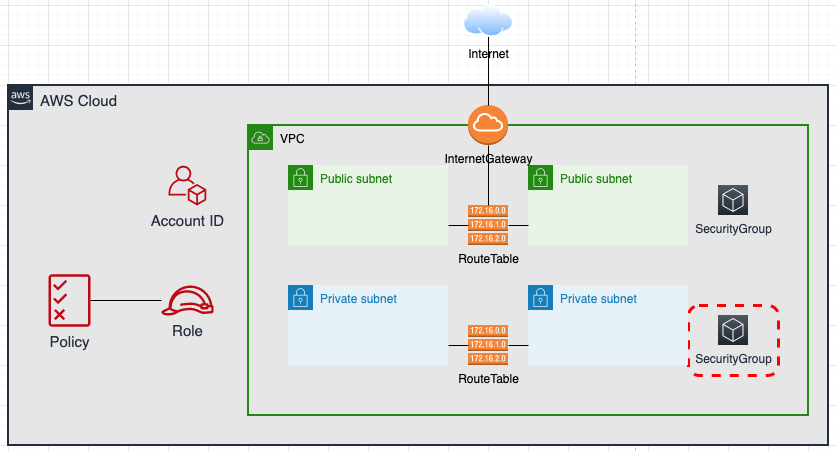 Internet
aws
AWS Cloud
VPC
InternetGateway
Public subnet
Public subnet
Account ID
172.16.0.0
172.16.1.0
172.16.2.0
SecurityGroup
RouteTable
Private subnet
Private subnet
Policy
Role
172.16.0.0
172.16.1.0
172.16.2.0
SecurityGroup
RouteTable